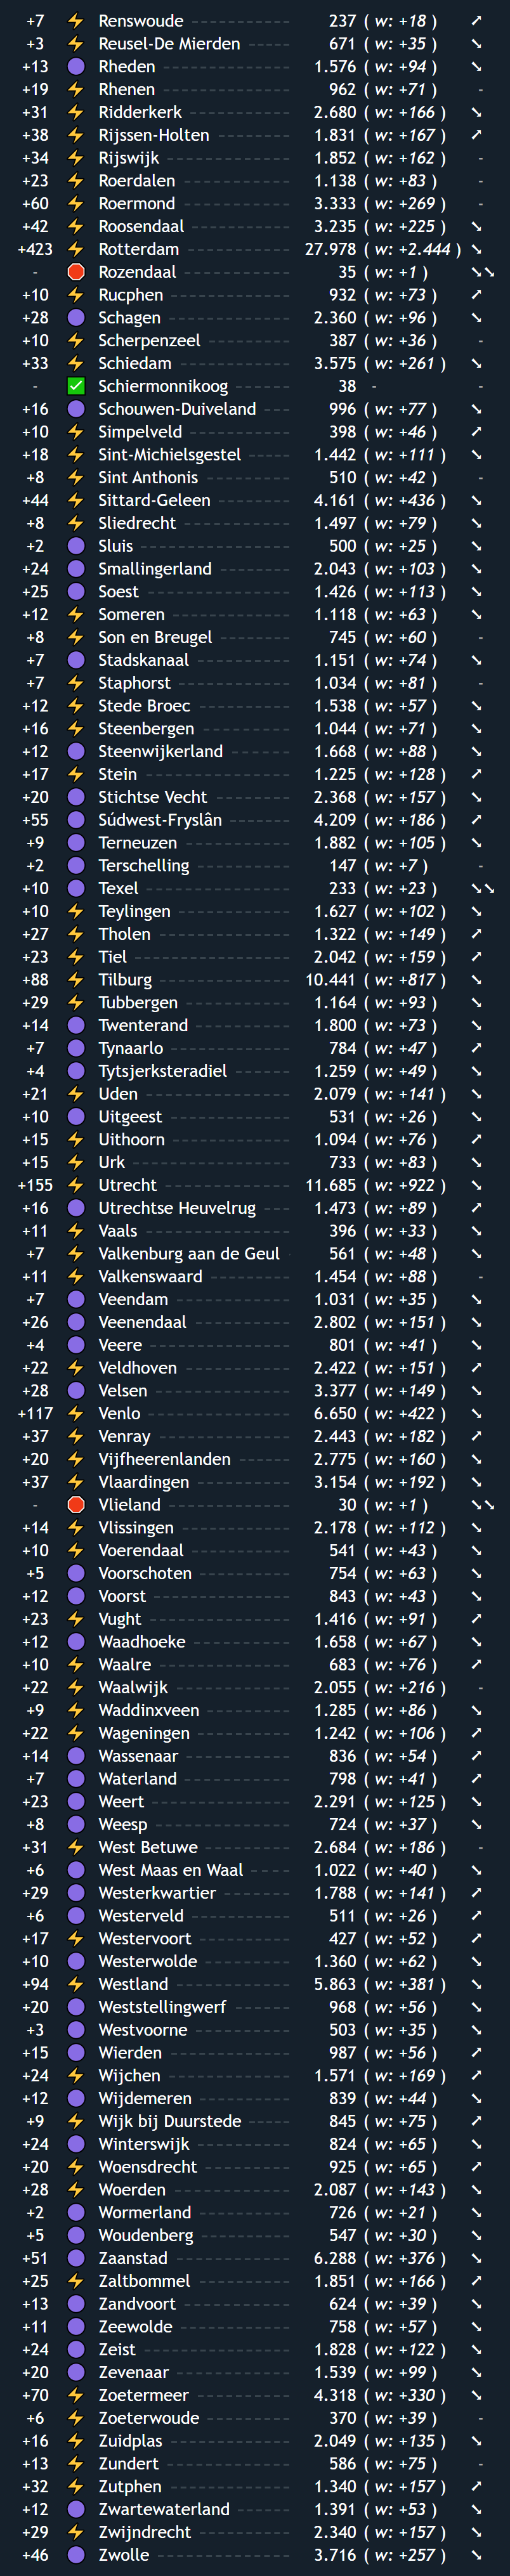 +7 ⚡ Renswoude 237 ( w: +18 ) ➚
+3 ⚡ Reusel-De Mierden 671 ( w: +35 ) ➘
+13 🟣 Rheden 1.576 ( w: +94 ) ➘
+19 ⚡ Rhenen 962 ( w: +71 ) -
+31 ⚡ Ridderkerk 2.680 ( w: +166 ) ➘
+38 ⚡ Rijssen-Holten 1.831 ( w: +167 ) ➚
+34 ⚡ Rijswijk 1.852 ( w: +162 ) -
+23 ⚡ Roerdalen 1.138 ( w: +83 ) -
+60 ⚡ Roermond 3.333 ( w: +269 ) -
+42 ⚡ Roosendaal 3.235 ( w: +225 ) ➘
+423 ⚡ Rotterdam 27.978 ( w: +2.444 ) ➘
- 🛑 Rozendaal 35 ( w: +1 ) ➘➘
+10 ⚡ Rucphen 932 ( w: +73 ) ➚
+28 🟣 Schagen 2.360 ( w: +96 ) ➘
+10 ⚡ Scherpenzeel 387 ( w: +36 ) -
+33 ⚡ Schiedam 3.575 ( w: +261 ) ➘
- ✅ Schiermonnikoog 38 - -
+16 🟣 Schouwen-Duiveland 996 ( w: +77 ) ➘
+10 ⚡ Simpelveld 398 ( w: +46 ) ➚
+18 ⚡ Sint-Michielsgestel 1.442 ( w: +111 ) ➘
+8 ⚡ Sint Anthonis 510 ( w: +42 ) -
+44 ⚡ Sittard-Geleen 4.161 ( w: +436 ) ➘
+8 ⚡ Sliedrecht 1.497 ( w: +79 ) ➘
+2 🟣 Sluis 500 ( w: +25 ) ➘
+24 🟣 Smallingerland 2.043 ( w: +103 ) ➘
+25 🟣 Soest 1.426 ( w: +113 ) ➘
+12 ⚡ Someren 1.118 ( w: +63 ) ➘
+8 ⚡ Son en Breugel 745 ( w: +60 ) -
+7 🟣 Stadskanaal 1.151 ( w: +74 ) ➘
+7 ⚡ Staphorst 1.034 ( w: +81 ) -
+12 ⚡ Stede Broec 1.538 ( w: +57 ) ➘
+16 ⚡ Steenbergen 1.044 ( w: +71 ) ➘
+12 🟣 Steenwijkerland 1.668 ( w: +88 ) ➘
+17 ⚡ Stein 1.225 ( w: +128 ) ➚
+20 🟣 Stichtse Vecht 2.368 ( w: +157 ) ➘
+55 🟣 Súdwest-Fryslân 4.209 ( w: +186 ) ➚
+9 🟣 Terneuzen 1.882 ( w: +105 ) ➘
+2 🟣 Terschelling 147 ( w: +7 ) -
+10 🟣 Texel 233 ( w: +23 ) ➘➘
+10 ⚡ Teylingen 1.627 ( w: +102 ) ➘
+27 ⚡ Tholen 1.322 ( w: +149 ) ➚
+23 ⚡ Tiel 2.042 ( w: +159 ) ➚
+88 ⚡ Tilburg 10.441 ( w: +817 ) ➘
+29 ⚡ Tubbergen 1.164 ( w: +93 ) ➘
+14 🟣 Twenterand 1.800 ( w: +73 ) ➘
+7 🟣 Tynaarlo 784 ( w: +47 ) ➚
+4 🟣 Tytsjerksteradiel 1.259 ( w: +49 ) ➘
+21 ⚡ Uden 2.079 ( w: +141 ) ➘
+10 🟣 Uitgeest 531 ( w: +26 ) ➘
+15 ⚡ Uithoorn 1.094 ( w: +76 ) ➚
+15 ⚡ Urk 733 ( w: +83 ) ➘
+155 ⚡ Utrecht 11.685 ( w: +922 ) ➘
+16 🟣 Utrechtse Heuvelrug 1.473 ( w: +89 ) ➚
+11 ⚡ Vaals 396 ( w: +33 ) ➘
+7 ⚡ Valkenburg aan de Geul 561 ( w: +48 ) ➘
+11 ⚡ Valkenswaard 1.454 ( w: +88 ) -
+7 🟣 Veendam 1.031 ( w: +35 ) ➘
+26 🟣 Veenendaal 2.802 ( w: +151 ) ➘
+4 🟣 Veere 801 ( w: +41 ) ➘
+22 ⚡ Veldhoven 2.422 ( w: +151 ) ➚
+28 🟣 Velsen 3.377 ( w: +149 ) ➘
+117 ⚡ Venlo 6.650 ( w: +422 ) ➘
+37 ⚡ Venray 2.443 ( w: +182 ) ➚
+20 ⚡ Vijfheerenlanden 2.775 ( w: +160 ) ➘
+37 ⚡ Vlaardingen 3.154 ( w: +192 ) ➘
- 🛑 Vlieland 30 ( w: +1 ) ➘➘
+14 ⚡ Vlissingen 2.178 ( w: +112 ) ➘
+10 ⚡ Voerendaal 541 ( w: +43 ) ➘
+5 🟣 Voorschoten 754 ( w: +63 ) ➘
+12 🟣 Voorst 843 ( w: +43 ) ➘
+23 ⚡ Vught 1.416 ( w: +91 ) ➚
+12 🟣 Waadhoeke 1.658 ( w: +67 ) ➘
+10 ⚡ Waalre 683 ( w: +76 ) ➚
+22 ⚡ Waalwijk 2.055 ( w: +216 ) -
+9 ⚡ Waddinxveen 1.285 ( w: +86 ) ➘
+22 ⚡ Wageningen 1.242 ( w: +106 ) ➚
+14 🟣 Wassenaar 836 ( w: +54 ) ➚
+7 🟣 Waterland 798 ( w: +41 ) ➚
+23 🟣 Weert 2.291 ( w: +125 ) ➘
+8 🟣 Weesp 724 ( w: +37 ) ➘
+31 ⚡ West Betuwe 2.684 ( w: +186 ) -
+6 🟣 West Maas en Waal 1.022 ( w: +40 ) ➘
+29 🟣 Westerkwartier 1.788 ( w: +141 ) ➚
+6 🟣 Westerveld 511 ( w: +26 ) ➚
+17 ⚡ Westervoort 427 ( w: +52 ) ➚
+10 🟣 Westerwolde 1.360 ( w: +62 ) ➘
+94 ⚡ Westland 5.863 ( w: +381 ) ➘
+20 🟣 Weststellingwerf 968 ( w: +56 ) ➘
+3 🟣 Westvoorne 503 ( w: +35 ) ➘
+15 🟣 Wierden 987 ( w: +56 ) ➚
+24 ⚡ Wijchen 1.571 ( w: +169 ) ➚
+12 🟣 Wijdemeren 839 ( w: +44 ) ➘
+9 ⚡ Wijk bij Duurstede 845 ( w: +75 ) ➚
+24 🟣 Winterswijk 824 ( w: +65 ) ➘
+20 ⚡ Woensdrecht 925 ( w: +65 ) ➚
+28 ⚡ Woerden 2.087 ( w: +143 ) ➘
+2 🟣 Wormerland 726 ( w: +21 ) ➘
+5 🟣 Woudenberg 547 ( w: +30 ) ➘
+51 🟣 Zaanstad 6.288 ( w: +376 ) ➘
+25 ⚡ Zaltbommel 1.851 ( w: +166 ) ➚
+13 🟣 Zandvoort 624 ( w: +39 ) ➘
+11 🟣 Zeewolde 758 ( w: +57 ) ➘
+24 🟣 Zeist 1.828 ( w: +122 ) ➘
+20 🟣 Zevenaar 1.539 ( w: +99 ) ➘
+70 ⚡ Zoetermeer 4.318 ( w: +330 ) ➘
+6 ⚡ Zoeterwoude 370 ( w: +39 ) -
+16 ⚡ Zuidplas 2.049 ( w: +135 ) ➘
+13 ⚡ Zundert 586 ( w: +75 ) -
+32 ⚡ Zutphen 1.340 ( w: +157 ) ➚
+12 🟣 Zwartewaterland 1.391 ( w: +53 ) ➘
+29 ⚡ Zwijndrecht 2.340 ( w: +157 ) ➘
+46 🟣 Zwolle 3.716 ( w: +257 ) ➘